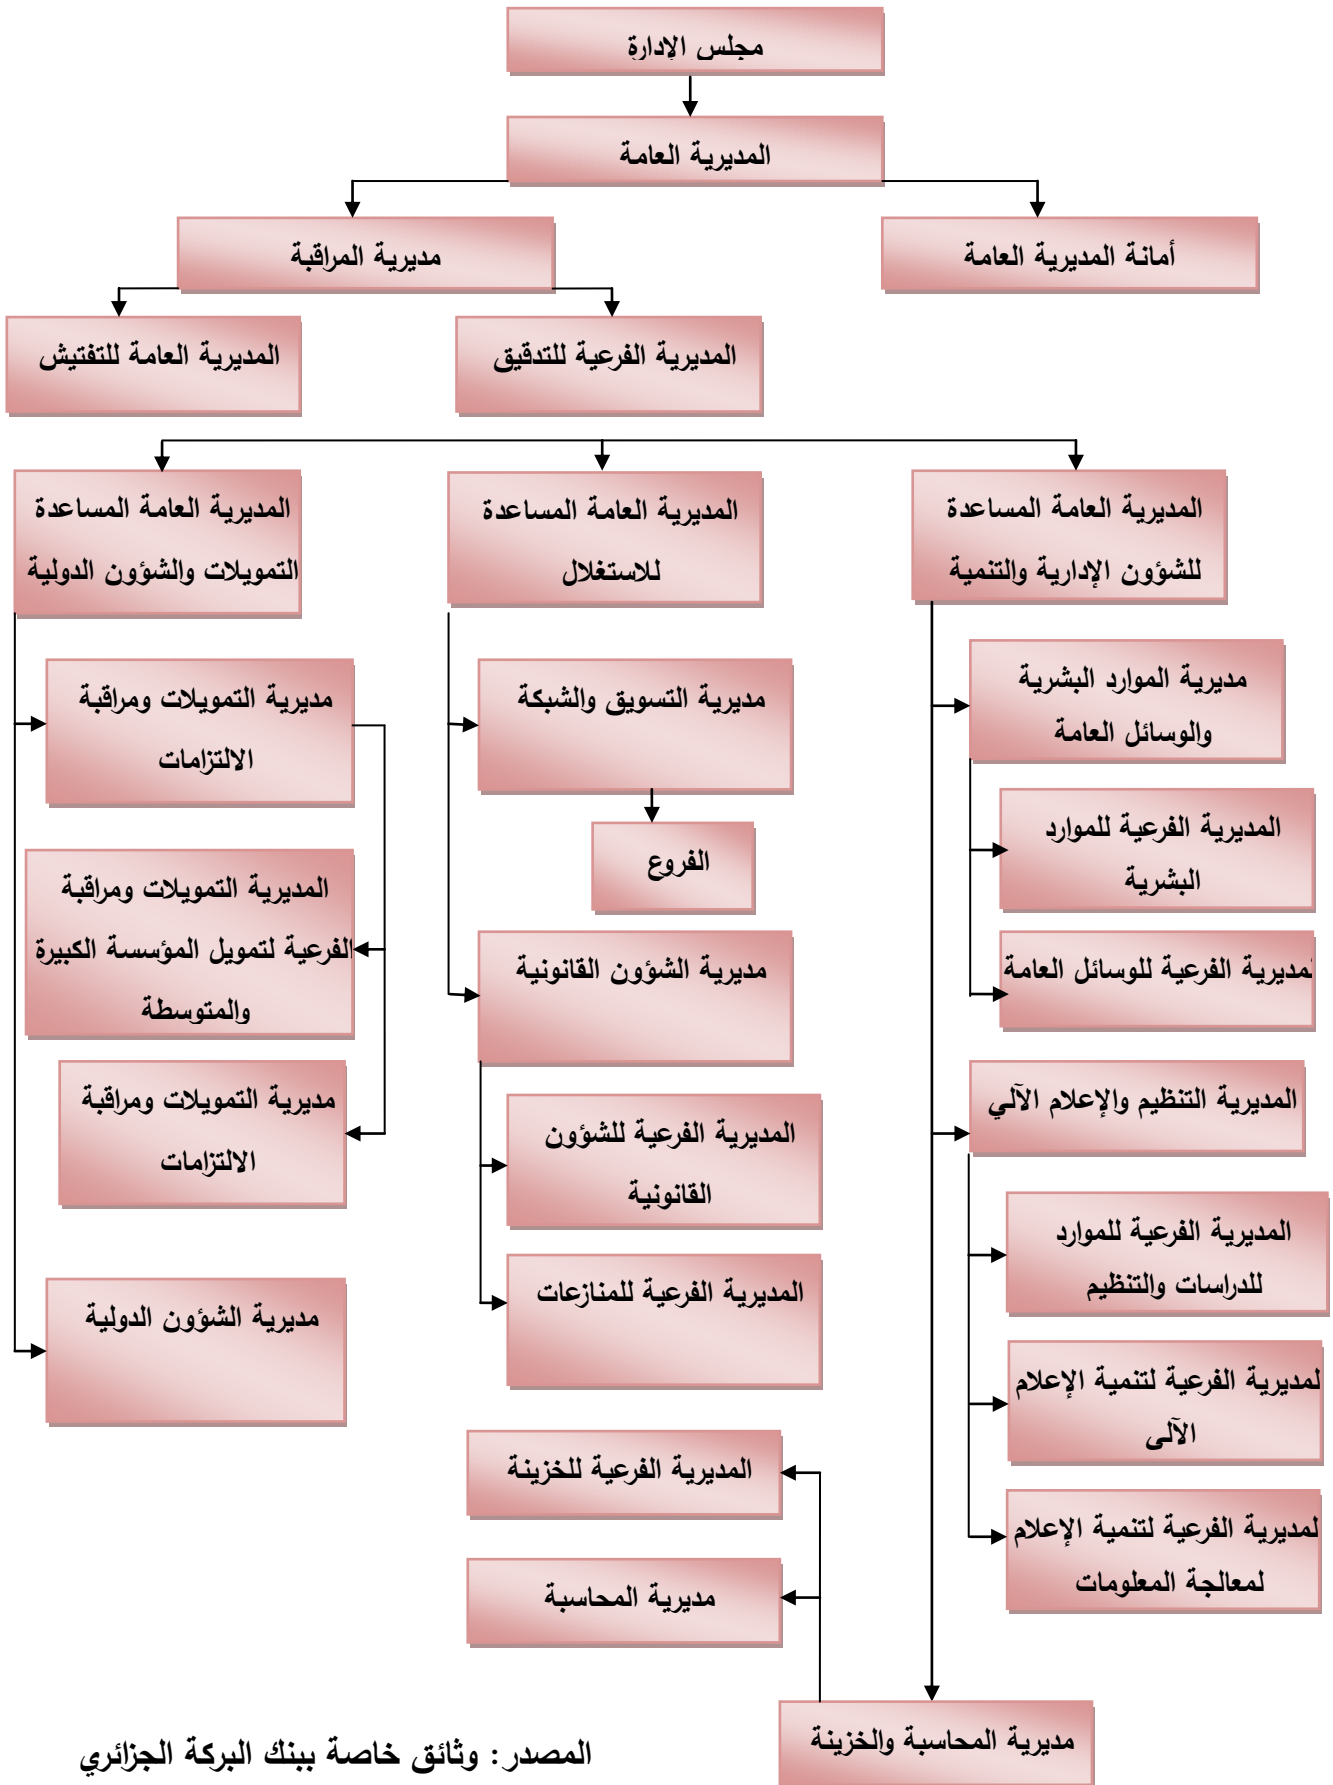 مجلس الإدارة
المديرية العامة
أمانة المديرية العامة
مديرية المراقبة
المديرية الفرعية للتدقيق
المديرية العامة للتفتيش
المديرية العامة المساعدة
للشؤون الإدارية والتنمية
المديرية العامة المساعدة
للاستغلال
المديرية العامة المساعدة
التمويلات والشؤون الدولية
مديرية الموارد البشرية
والوسائل العامة
المديرية الفرعية للموارد
البشرية
لمديرية الفرعية للوسائل العامة
المديرية التنظيم والإعلام الآلي
المديرية الفرعية للموارد
للدراسات والتنظيم
لمديرية الفرعية لتنمية الإعلام
الآلى
لمديرية الفرعية لتنمية الإعلام
لمعالجة المعلومات
مديرية التسويق والشبكة
الفروع
مديرية الشؤون القانونية
المديرية الفرعية للشؤون
القانونية
المديرية الفرعية للمنازعات
مديرية التمويلات ومراقبة
الالتزامات
المديرية التمويلات ومراقبة
الفرعية لتمويل المؤسسة الكبيرة
والمتوسطة
مديرية التمويلات ومراقبة
الالتزامات
مديرية الشؤون الدولية
المديرية الفرعية للخزينة
مديرية المحاسبة
مديرية المحاسبة والخزينة
المصدر: وثائق خاصة ببنك البركة الجزائري